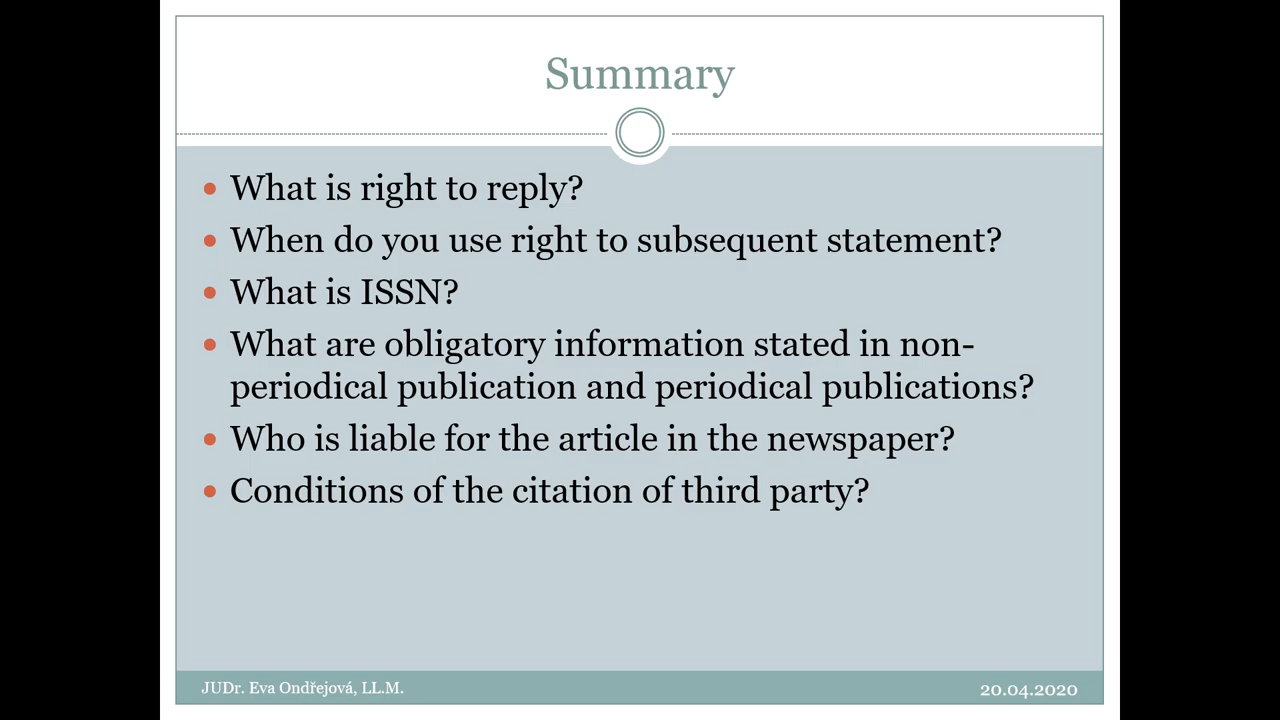 Summary
What is right to reply?
When do you use right to subsequent statement?
What is ISSN?
What are obligatory information stated in non-
periodical publication and periodical publications?
Who is liable for the article in the newspaper?
Conditions of the citation of third party?
JUDr. Eva Ondřejová, LL.M.
20.04.2020